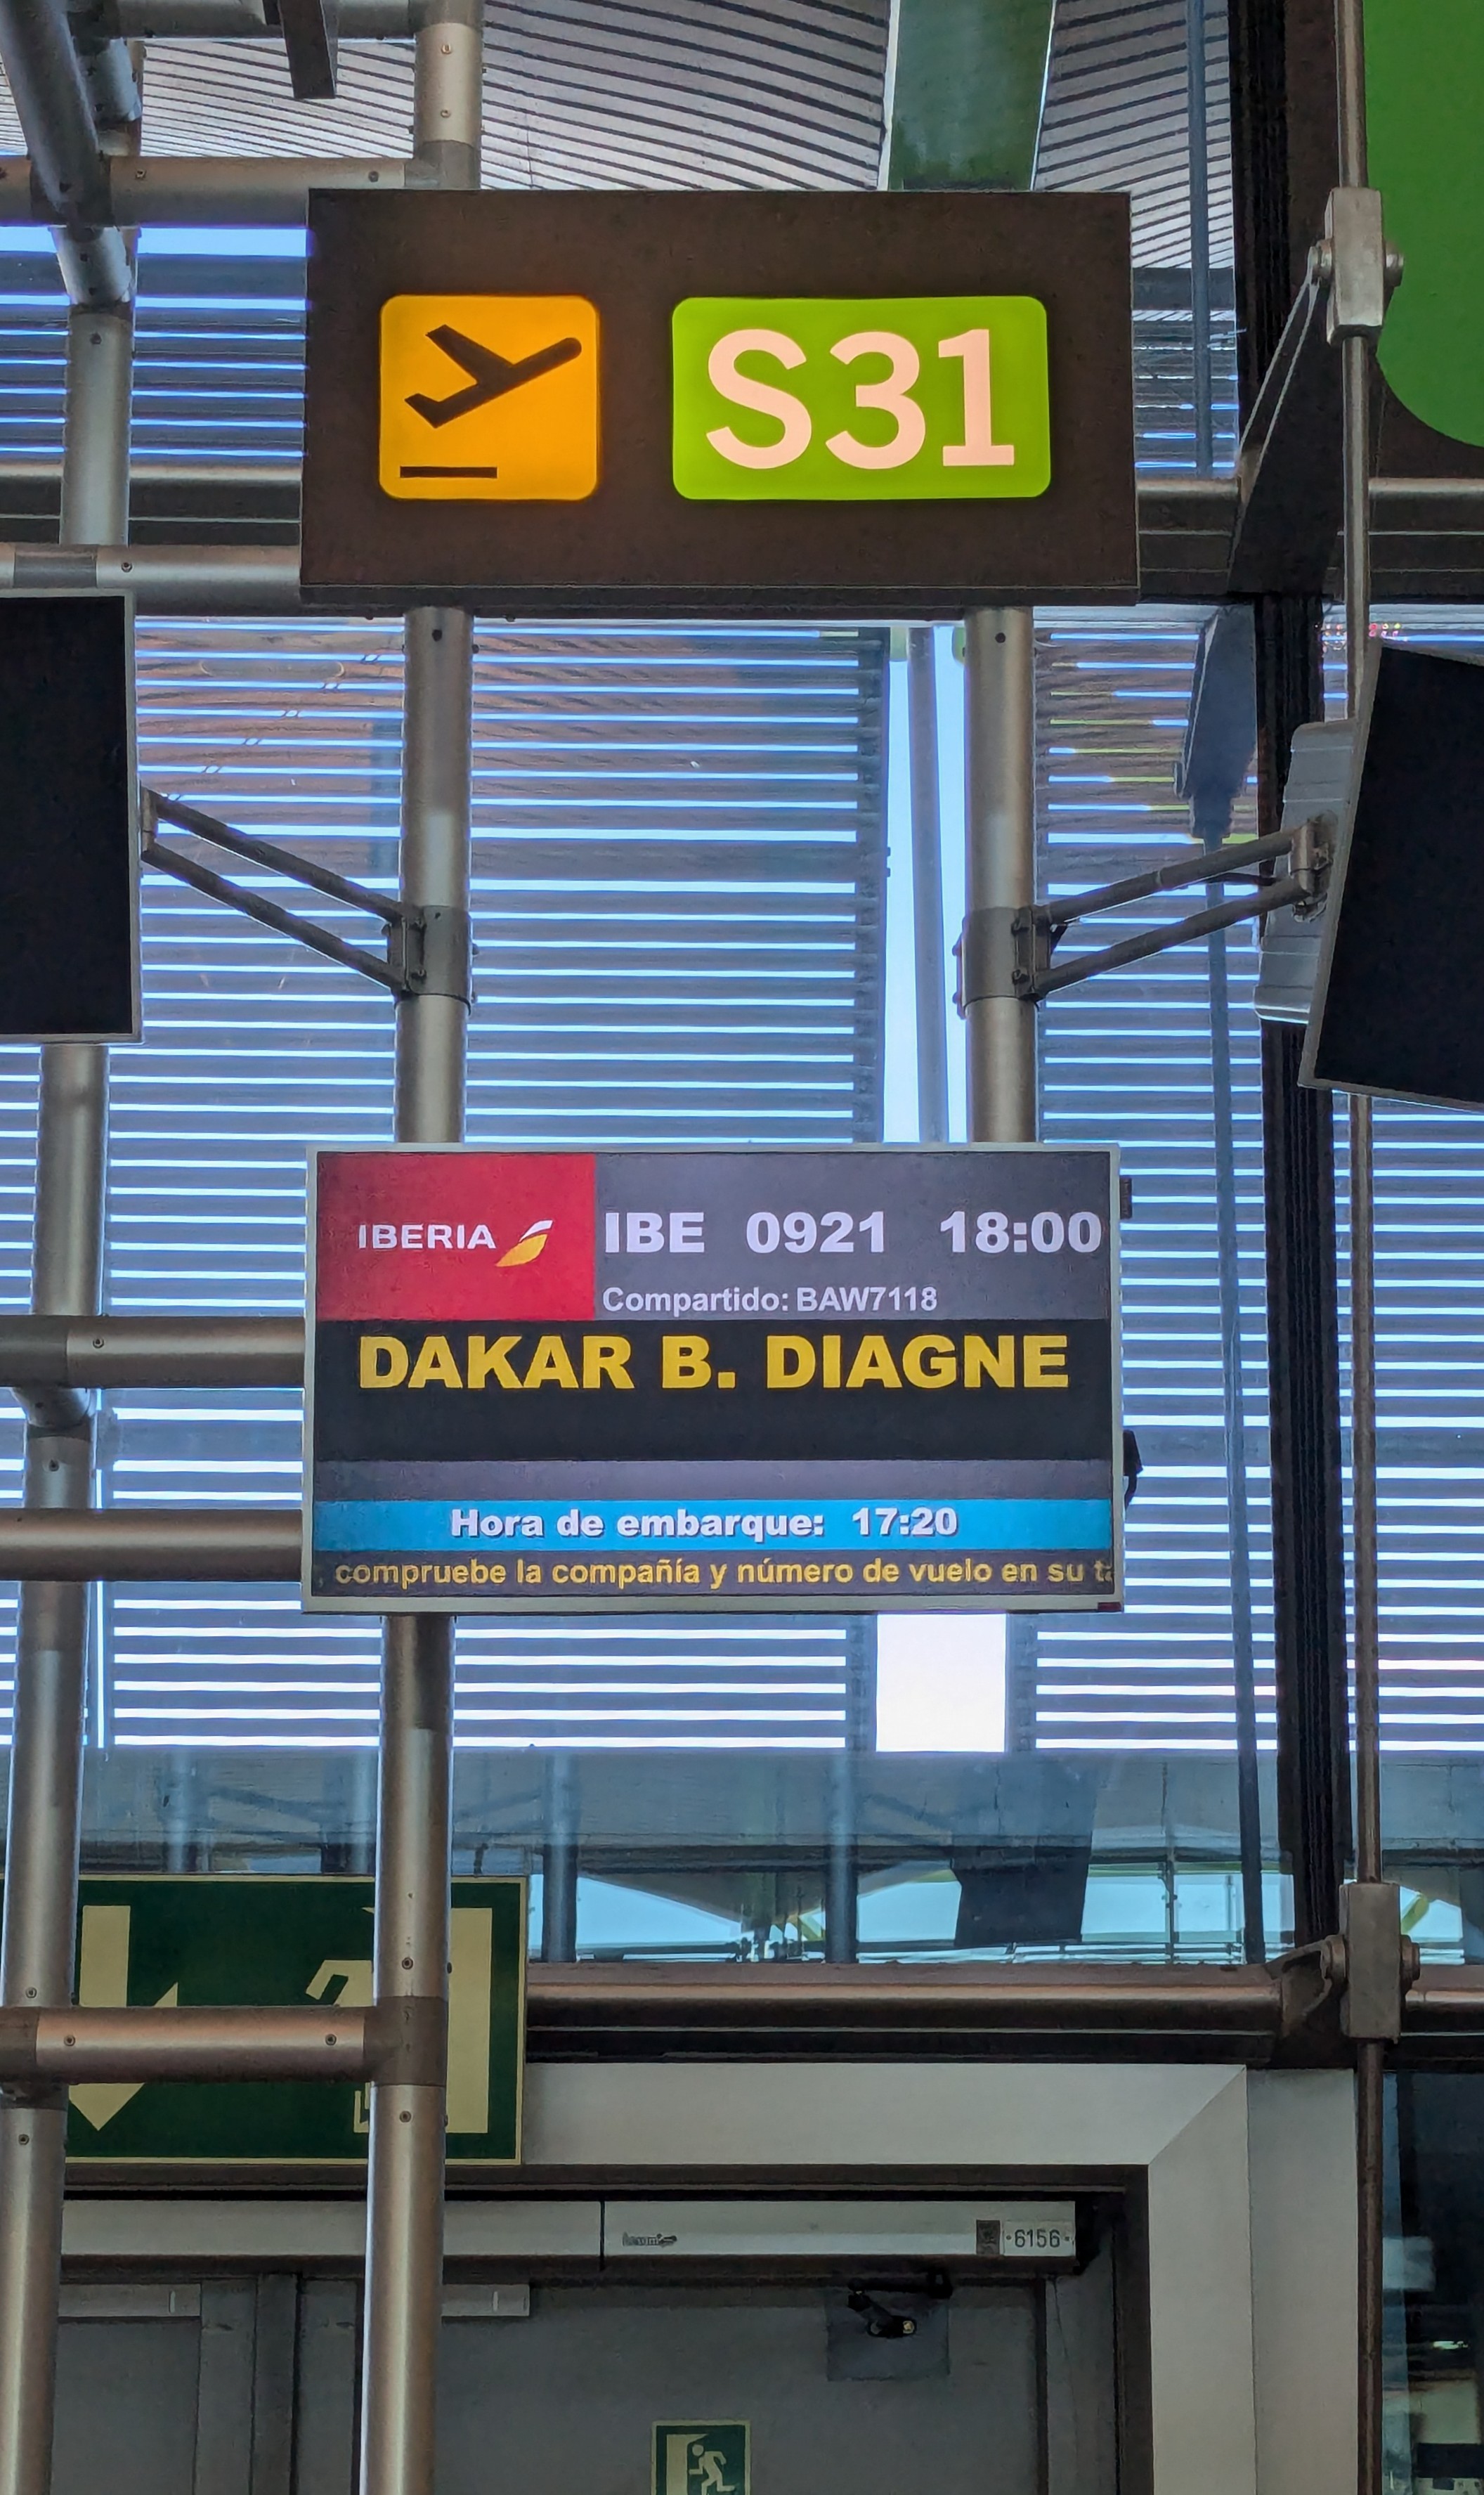 S31
IBERIA
IBE 0921 18:00
Compartido: BAW7118
DAKAR B. DIAGNE
Hora de embarque: 17:20
compruebe la compañía y número de vuelo en su
6156